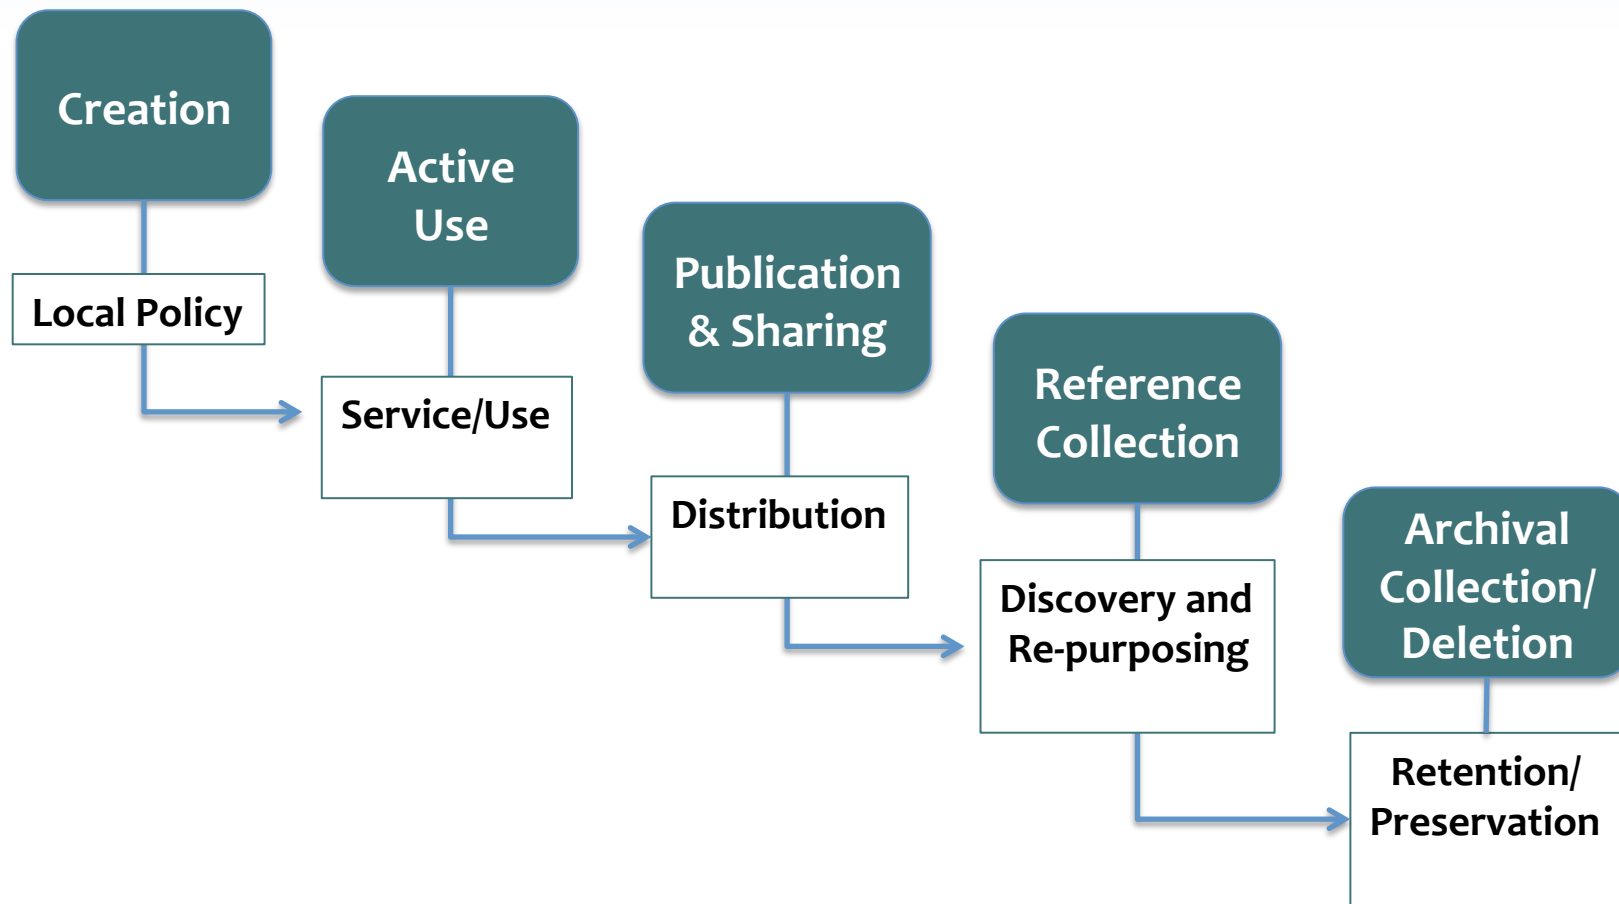 Creation
Local Policy
Active
Use
Service/Use
Publication
& Sharing
Distribution
Reference
Collection
Discovery and
Re-purposing
Archival
Collection/
Deletion
Retention/
Preservation